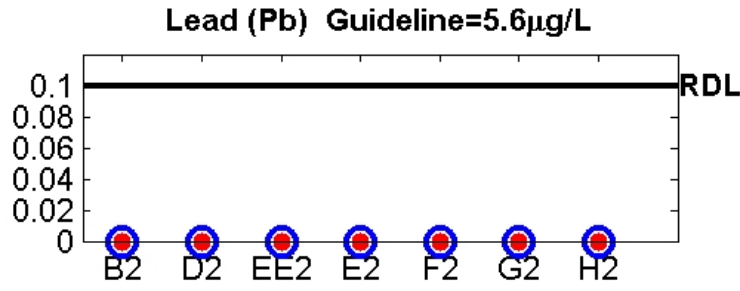 Lead (Pb)  Guideline=5.6μg/L
0.1
RDL
0.08
0.06
0.04
0.02
0
B2 D2 EE2 E2 F2 G2 H2